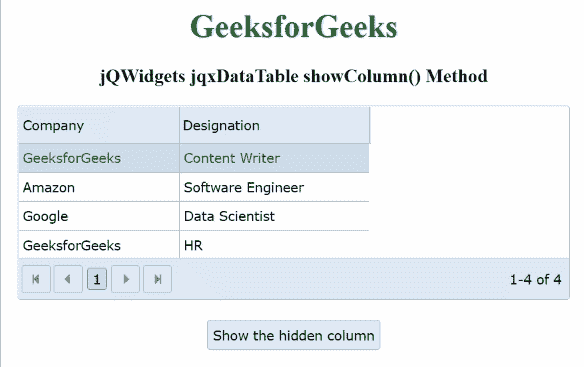 GeeksforGeeks
jQWidgets jqxDataTable showColumn() Method
Company Designation
GeeksforGeeks Content Writer
Amazon Software Engineer
Google Data Scientist
GeeksforGeeks HR
1 1-4 of 4
Show the hidden column